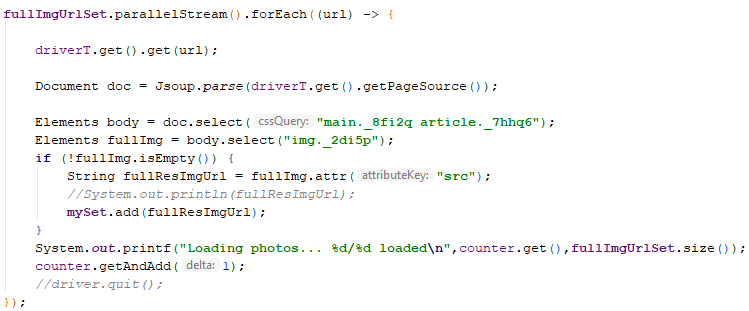 fullImgUrlSet.parallelStream().forEach((url) -> {
driverT.get().get(url);
Document doc = Jsoup.parse(driverT.get().getPageSource());
Elements body = doc.select( cssQuery: "main._8fi2q article._7hhq6");
Elements fullImg = body.select("img._2di5p");
if (!fullImg.isEmpty()) {
String fullResImgUrl = fullImg.attr( attributeKey: "src");
//System.out.println(fullResImgUrl);
mySet.add(fullResImgUrl);
}
System.out.printf("Loading photos... %d/%d loaded\n",counter.get(),fullImgUrlSet.size());
counter.getAndAdd( delta: 1);
//driver.quit();
});